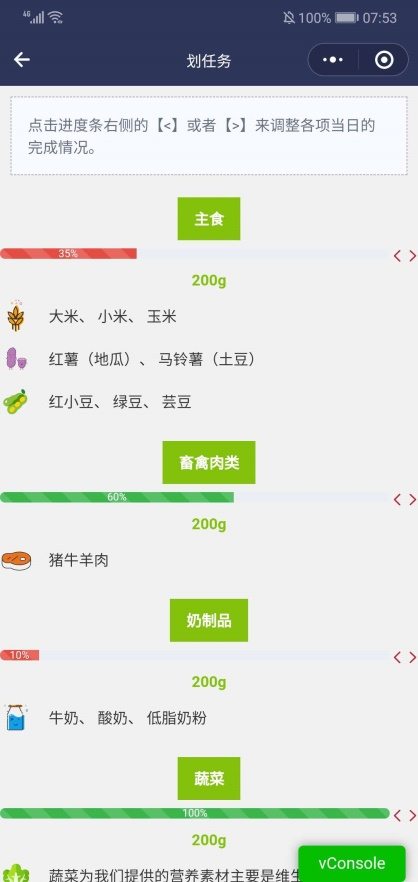 4G 100% 07:53
划任务
点击进度条右侧的【<】或者【>】来调整各项当日的
完成情况。
主食
35%
200g
大米、 小米、 玉米
红薯（地瓜）、 马铃薯（土豆）
红小豆、 绿豆、 芸豆
畜禽肉类
60%
200g
猪牛羊肉
奶制品
10%
200g
牛奶、 酸奶、 低脂奶粉
蔬菜
100%
200g
蔬菜为我们提供的营养素材主要是维生
vConsole